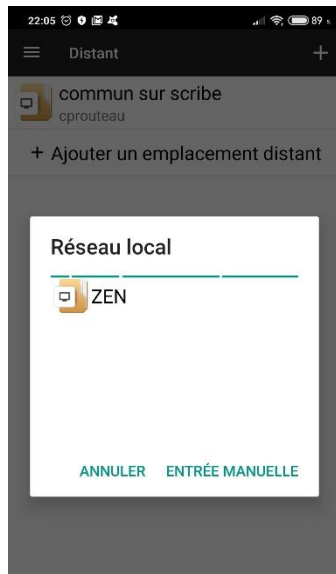 22:05 89 %
Distant
commun sur scribe
cprouteau
+ Ajouter un emplacement distant
Réseau local
ZEN
ANNULER ENTRÉE MANUELLE